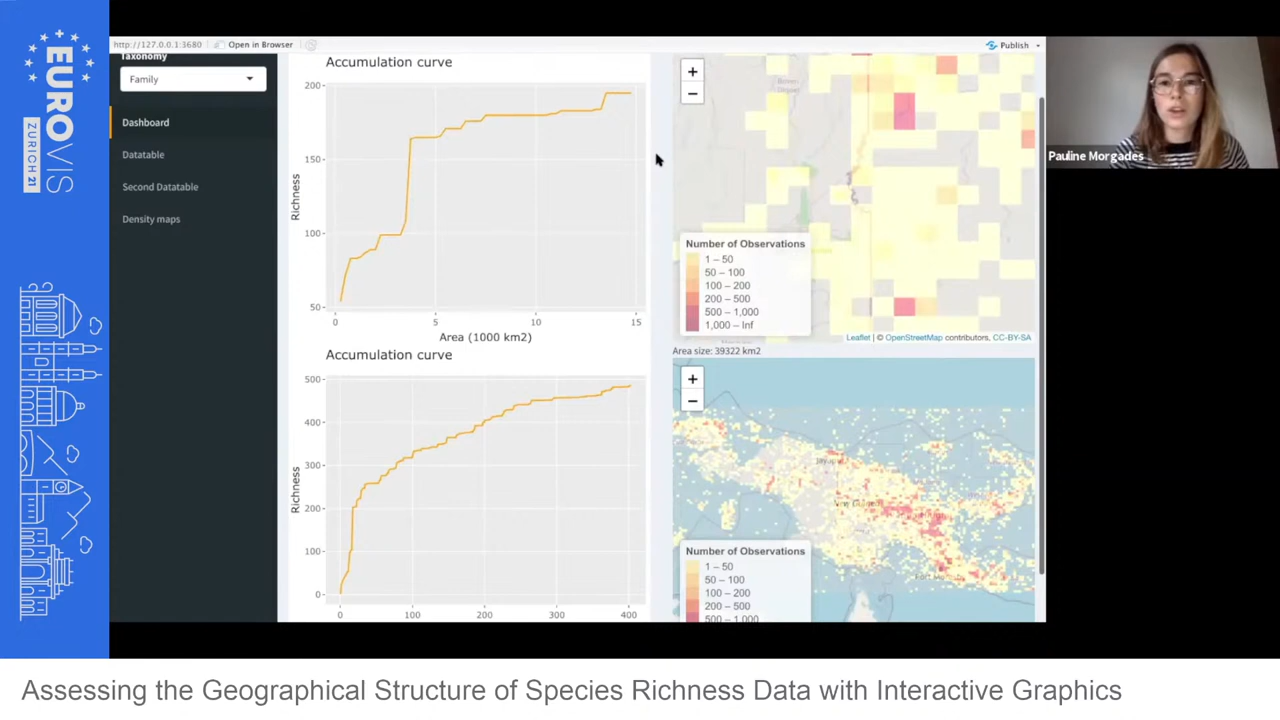 EUROVIS
ZURICH 21
http://127.0.0.1:3680
Open in Browser
Publish
Taxonomy
Family
Dashboard
Datatable
Second Datatable
Density maps
Accumulation curve
Richness
200
150
100
50
0 5 10 15
Area (1000 km2)
+
−
Number of Observations
1 – 50
50 – 100
100 – 200
200 – 500
500 – 1,000
1,000 – Inf
Leaflet | © OpenStreetMap contributors, CC-BY-SA
Accumulation curve
Richness
500
400
300
200
100
0
0 100 200 300 400
Area size: 39322 km2
+
−
Number of Observations
1 – 50
50 – 100
100 – 200
200 – 500
500 – 1,000
Pauline Morgades
Assessing the Geographical Structure of Species Richness Data with Interactive Graphics